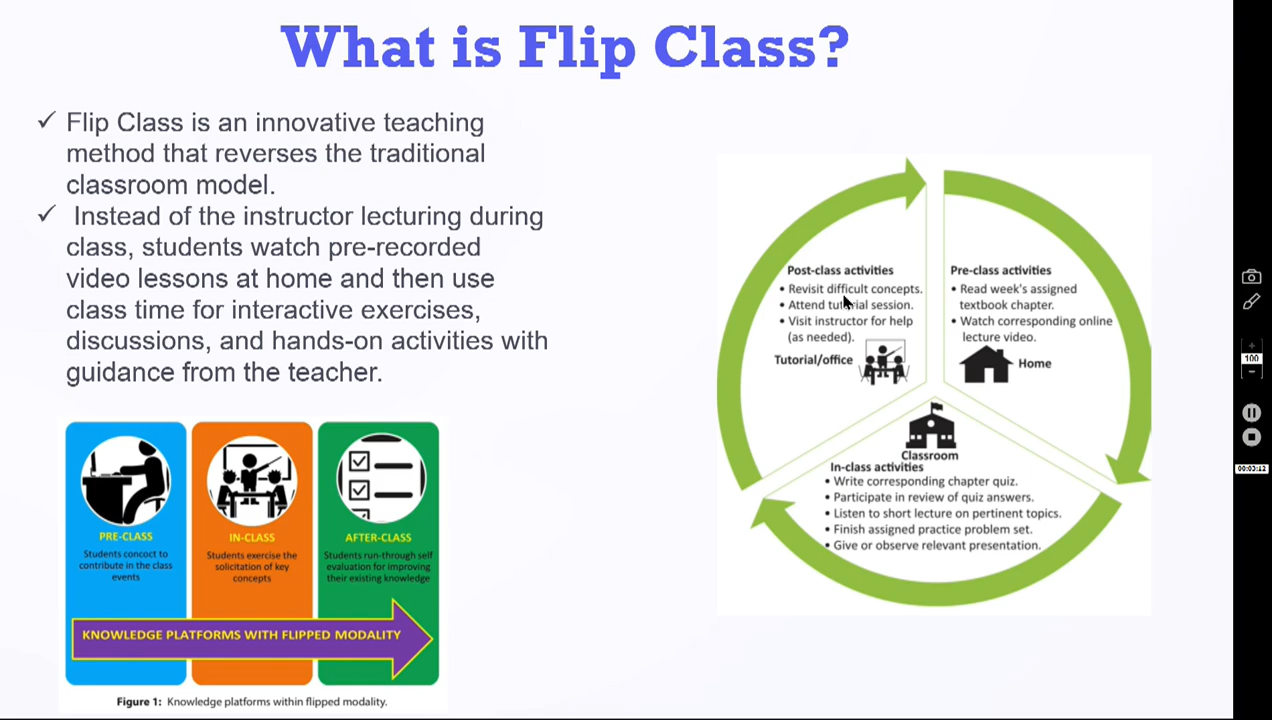 What is Flip Class?
✓ Flip Class is an innovative teaching
method that reverses the traditional
classroom model.
✓ Instead of the instructor lecturing during
class, students watch pre-recorded
video lessons at home and then use
class time for interactive exercises,
discussions, and hands-on activities with
guidance from the teacher.
PRE-CLASS
Students concoct to
contribute in the class
events
IN-CLASS
Students exercise the
solicitation of key
concepts
AFTER-CLASS
Students run-through self
evaluation for improving
their existing knowledge
KNOWLEDGE PLATFORMS WITH FLIPPED MODALITY
Figure 1: Knowledge platforms within flipped modality.
Post-class activities
• Revisit difficult concepts.
• Attend tutorial session.
• Visit instructor for help
(as needed).
Tutorial/office
Pre-class activities
• Read week's assigned
textbook chapter.
• Watch corresponding online
lecture video.
Home
Classroom
In-class activities
• Write corresponding chapter quiz.
• Participate in review of quiz answers.
• Listen to short lecture on pertinent topics.
• Finish assigned practice problem set.
• Give or observe relevant presentation.
+
100
−
00:03:12